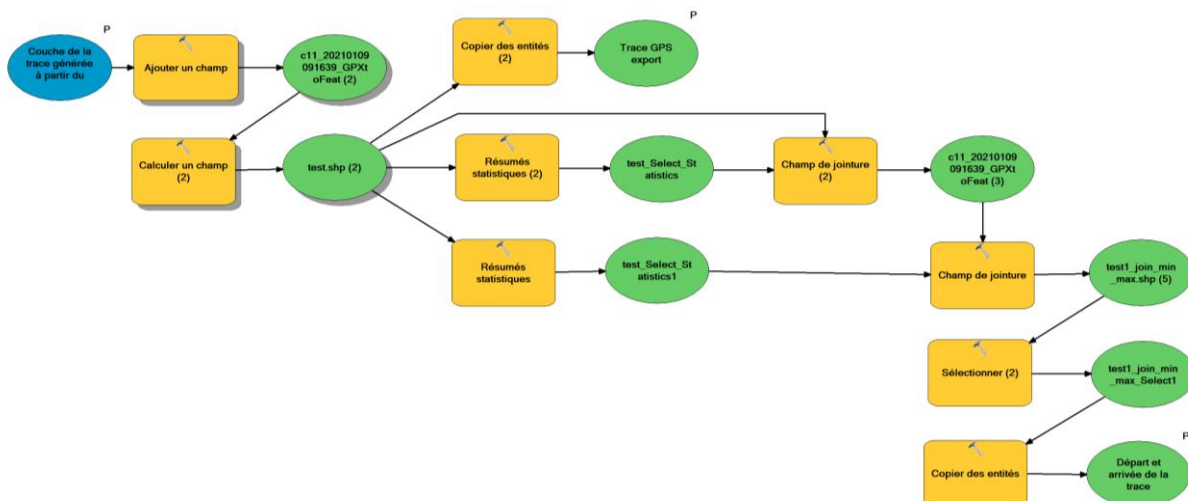 P
Couche de la
trace générée
à partir du
Ajouter un champ
c11_20210109
091639_GPXt
oFeat (2)
Copier des entités
(2)
P
Trace GPS
export
Calculer un champ
(2)
test.shp (2)
Résumés
statistiques (2)
test_Select_St
atistics
Champ de jointure
(2)
c11_20210109
091639_GPXt
oFeat (3)
Résumés
statistiques
test_Select_St
atistics1
Champ de jointure
test1_join_min
_max.shp (5)
Sélectionner (2)
test1_join_min
_max_Select1
Copier des entités
P
Départ et
arrivée de la
trace